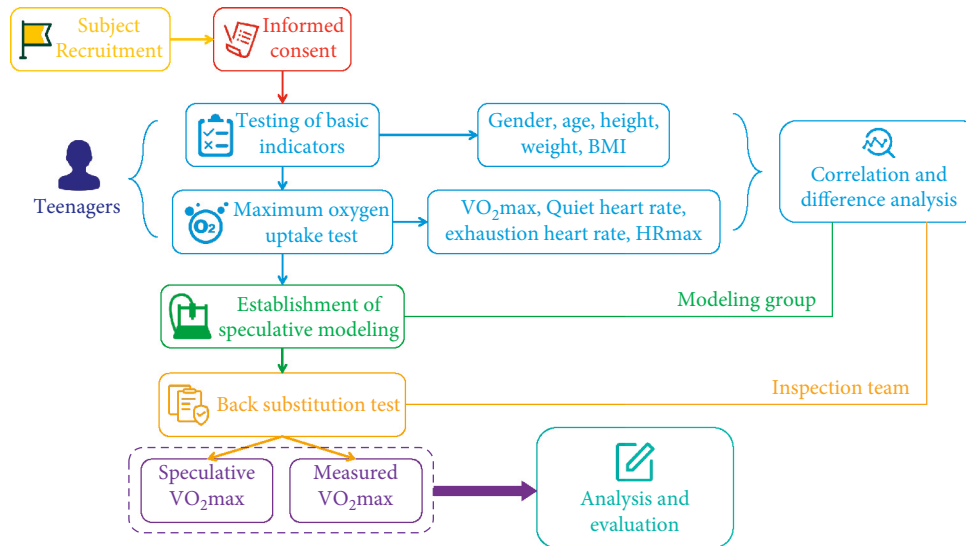 Subject
Recruitment
Informed
consent
Testing of basic
indicators
Gender, age, height,
weight, BMI
Teenagers
Correlation and
difference analysis
O₂
Maximum oxygen
uptake test
VO₂max, Quiet heart rate,
exhaustion heart rate, HRmax
Establishment of
speculative modeling
Modeling group
Back substitution test
Inspection team
Speculative
VO₂max
Measured
VO₂max
Analysis and
evaluation